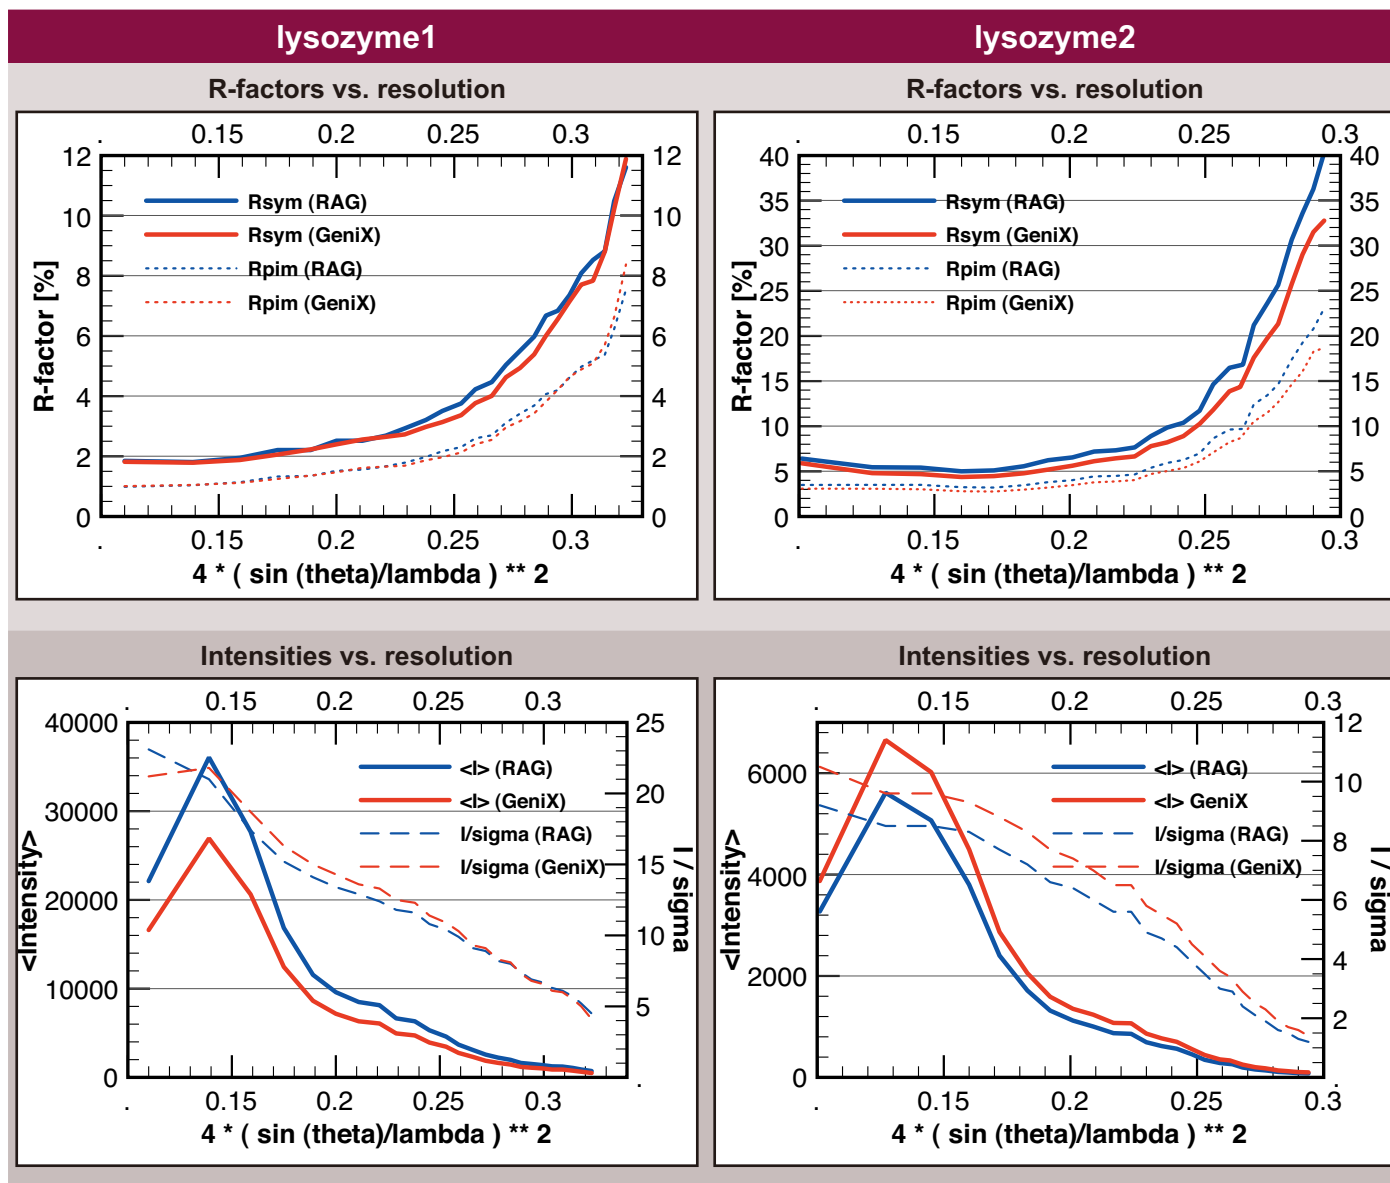 lysozyme1
lysozyme2
R-factors vs. resolution
R-factors vs. resolution
0.15 0.2 0.25 0.3
12 12
10 10
8 8
6 6
4 4
2 2
0 0
R-factor [%]
Rsym (RAG)
Rsym (GeniX)
Rpim (RAG)
Rpim (GeniX)
. 0.15 0.2 0.25 0.3
4 * ( sin (theta)/lambda ) ** 2
0.15 0.2 0.25 0.3
40 40
35 35
30 30
25 25
20 20
15 15
10 10
5 5
0 0
R-factor [%]
Rsym (RAG)
Rsym (GeniX)
Rpim (RAG)
Rpim (GeniX)
. 0.15 0.2 0.25 0.3
4 * ( sin (theta)/lambda ) ** 2
Intensities vs. resolution
Intensities vs. resolution
. 0.15 0.2 0.25 0.3
40000 25
30000 20
20000 15
10000 10
0 5
.
<Intensity>
I / sigma
<I> (RAG)
<I> (GeniX)
I/sigma (RAG)
I/sigma (GeniX)
. 0.15 0.2 0.25 0.3
4 * ( sin (theta)/lambda ) ** 2
. 0.15 0.2 0.25 0.3
6000 12
4000 10
2000 8
0 6
4
2
.
<Intensity>
I / sigma
<I> (RAG)
<I> GeniX
I/sigma (RAG)
I/sigma (GeniX)
. 0.15 0.2 0.25 0.3
4 * ( sin (theta)/lambda ) ** 2